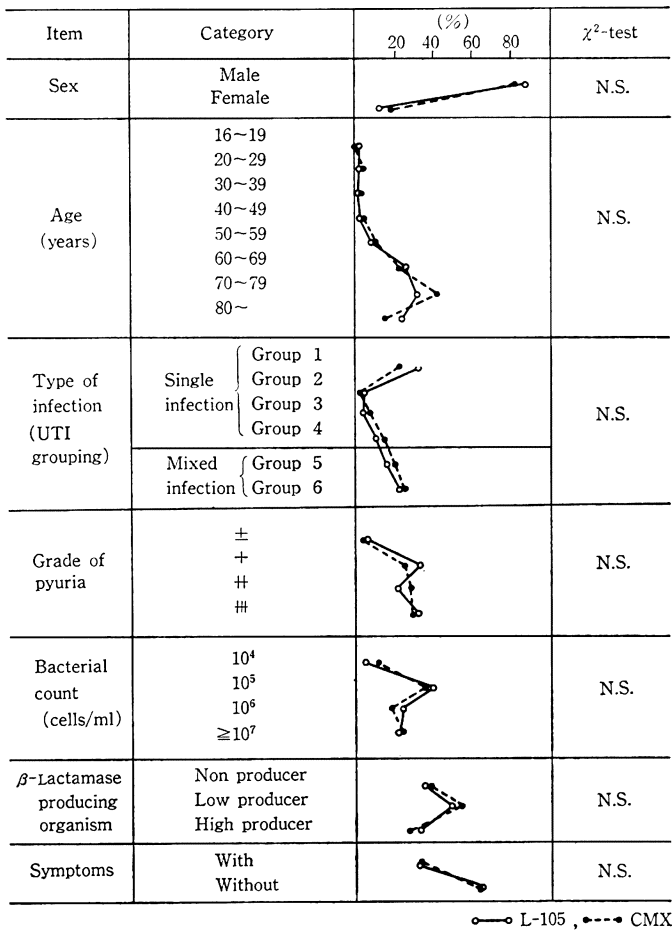 Item Category (%) χ²-test
20 40 60 80
Sex Male N.S.
Female
Age (years) 16~19 N.S.
20~29
30~39
40~49
50~59
60~69
70~79
80~
Type of infection (UTI grouping) Single infection Group 1 N.S.
Group 2
Group 3
Group 4
Mixed infection Group 5
Group 6
Grade of pyuria ± N.S.
+
⧺
⧻
Bacterial count (cells/ml) 10⁴ N.S.
10⁵
10⁶
≧10⁷
β-Lactamase producing organism Non producer N.S.
Low producer
High producer
Symptoms With N.S.
Without
L-105 , CMX